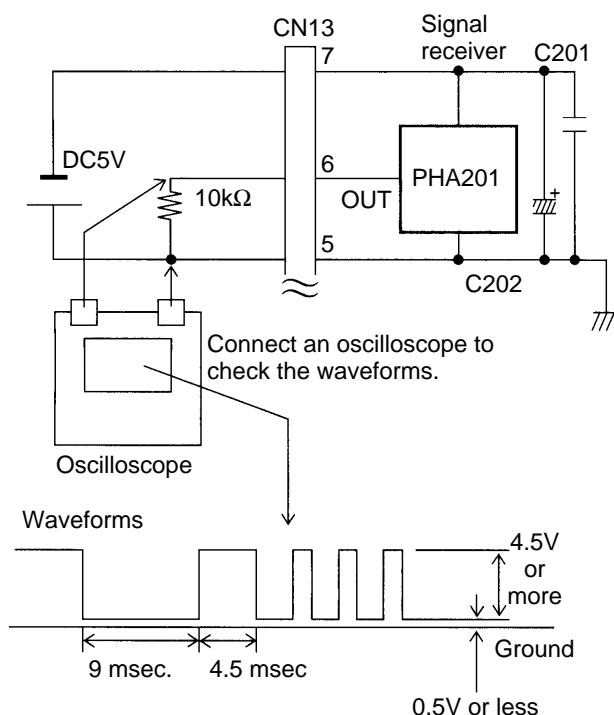 CN13
Signal
receiver
C201
7
DC5V
6
10kΩ
OUT
PHA201
+
5
C202
Connect an oscilloscope to
check the waveforms.
Oscilloscope
Waveforms
4.5V
or
more
9 msec.
4.5 msec
Ground
0.5V or less